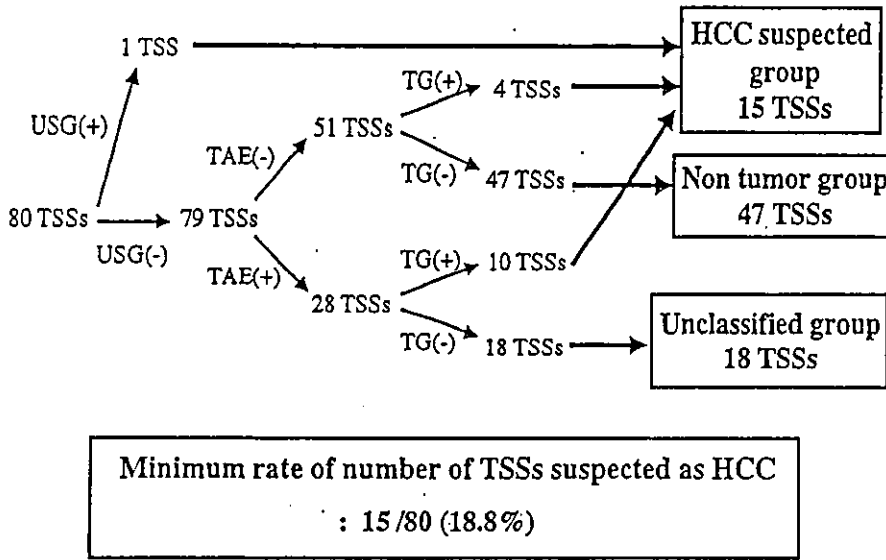 1 TSS
HCC suspected
group
15 TSSs
USG(+)
TG(+)
4 TSSs
51 TSSs
TAE(-)
TG(-)
47 TSSs
Non tumor group
47 TSSs
80 TSSs
79 TSSs
USG(-)
TAE(+)
TG(+)
10 TSSs
28 TSSs
TG(-)
18 TSSs
Unclassified group
18 TSSs
Minimum rate of number of TSSs suspected as HCC
: 15/80 (18.8%)